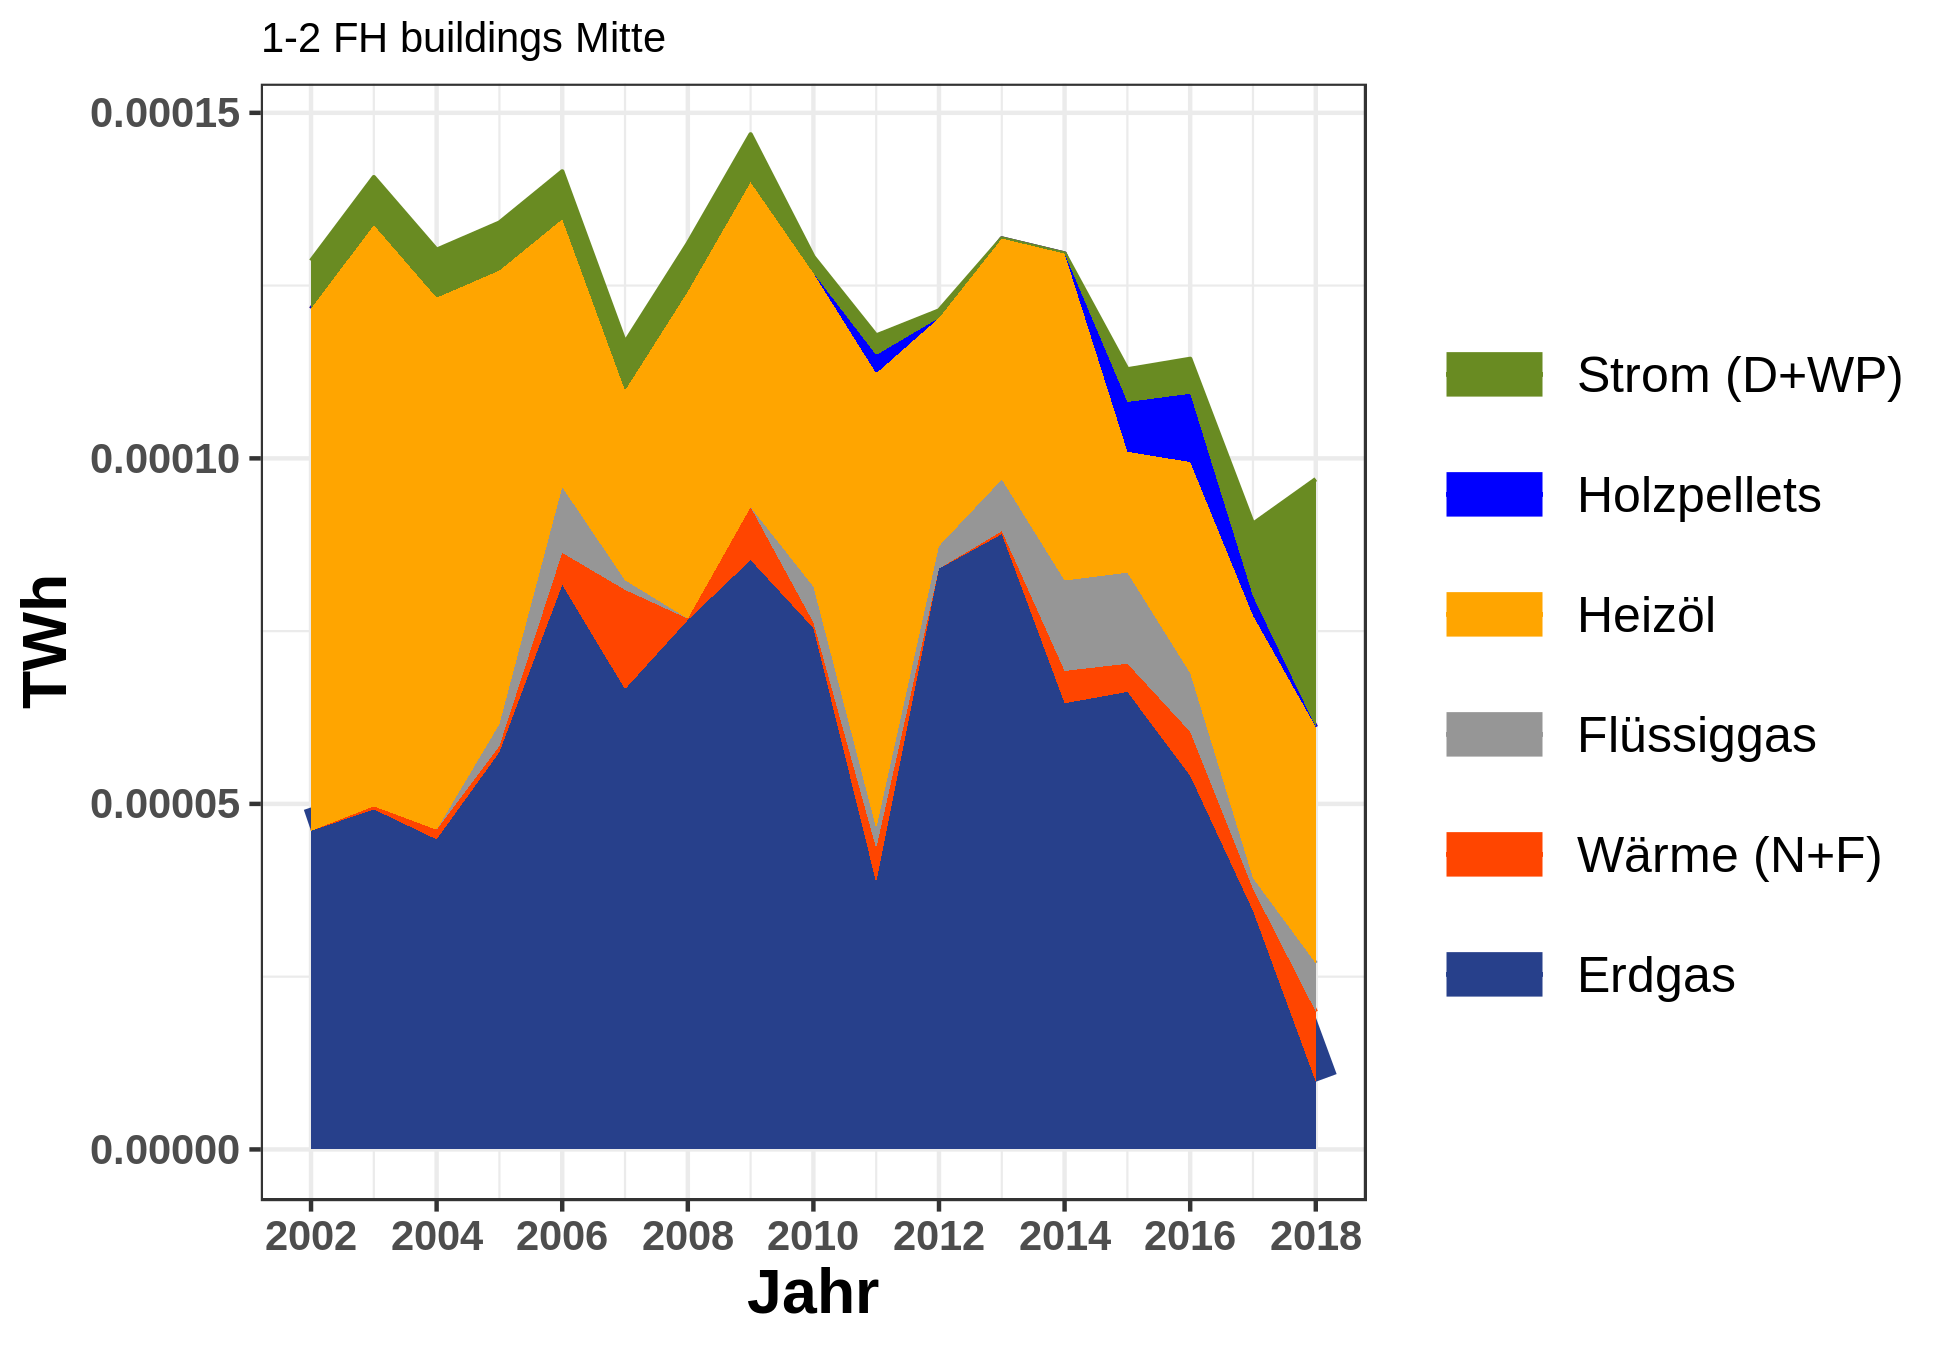 1-2 FH buildings Mitte
TWh
0.00015
0.00010
0.00005
0.00000
2002 2004 2006 2008 2010 2012 2014 2016 2018
Jahr
Strom (D+WP)
Holzpellets
Heizöl
Flüssiggas
Wärme (N+F)
Erdgas